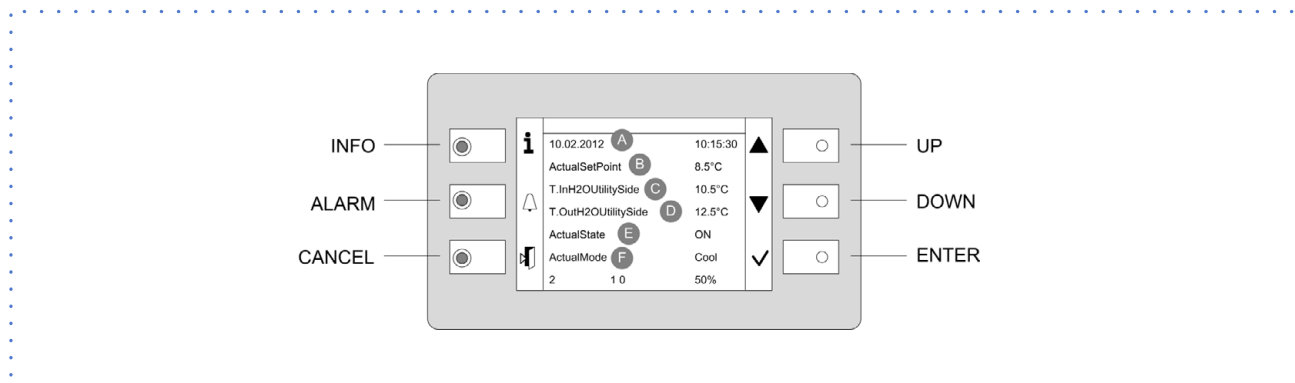 INFO
ALARM
CANCEL
i
10.02.2012 A 10:15:30
ActualSetPoint B 8.5°C
T.InH2OUtilitySide C 10.5°C
T.OutH2OUtilitySide D 12.5°C
ActualState E ON
ActualMode F Cool
2 1 0 50%
UP
DOWN
ENTER